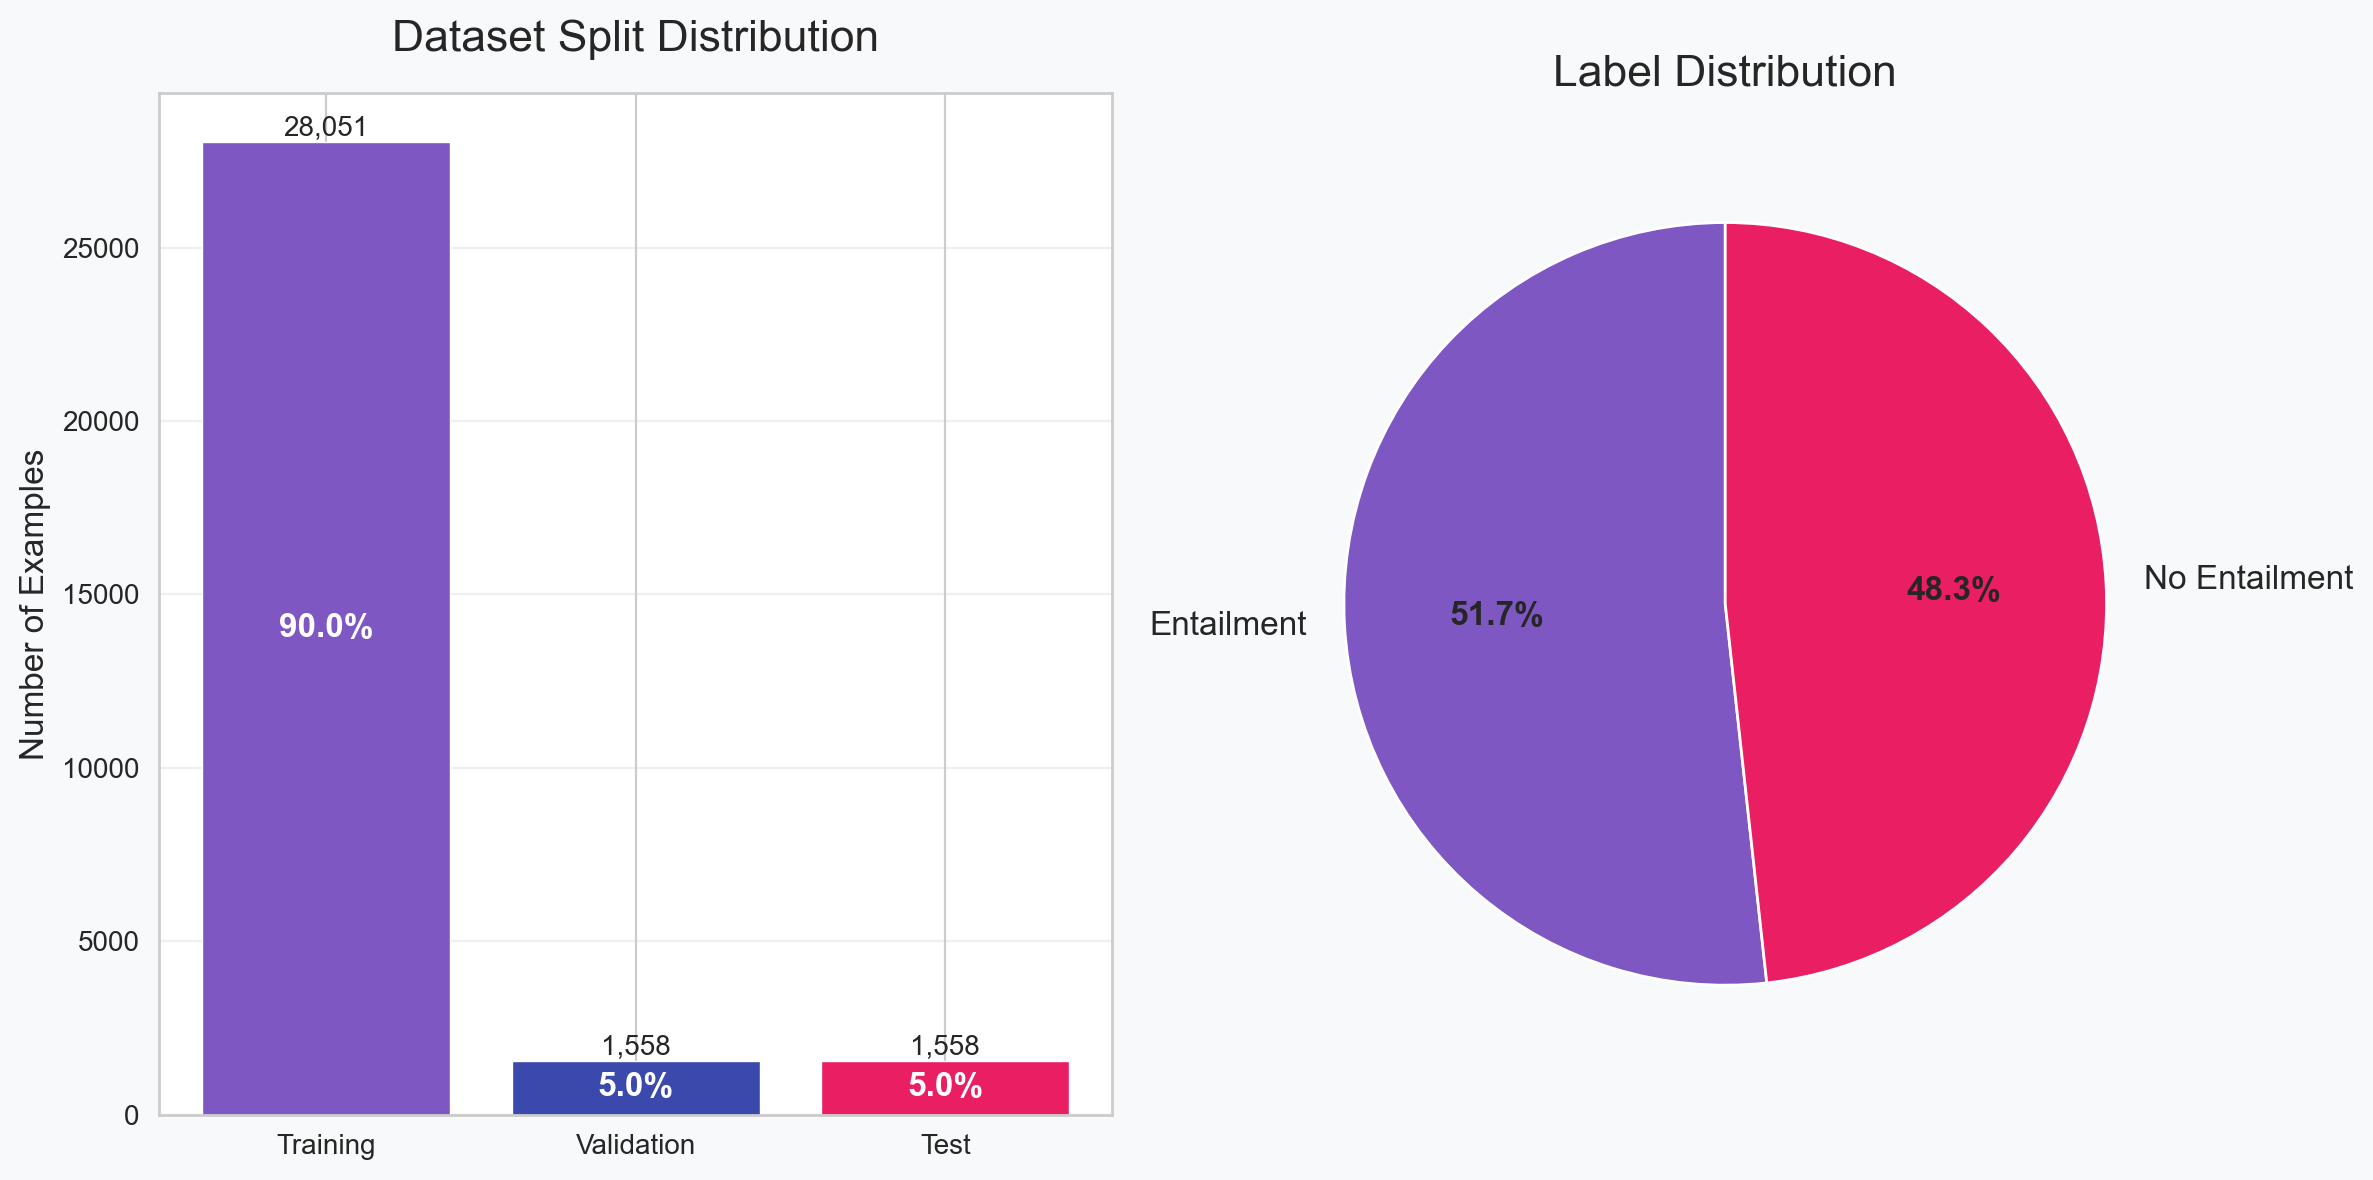 Dataset Split Distribution
Number of Examples
25000
20000
15000
10000
5000
0
28,051
90.0%
1,558
5.0%
1,558
5.0%
Training
Validation
Test
Label Distribution
Entailment
51.7%
48.3%
No Entailment